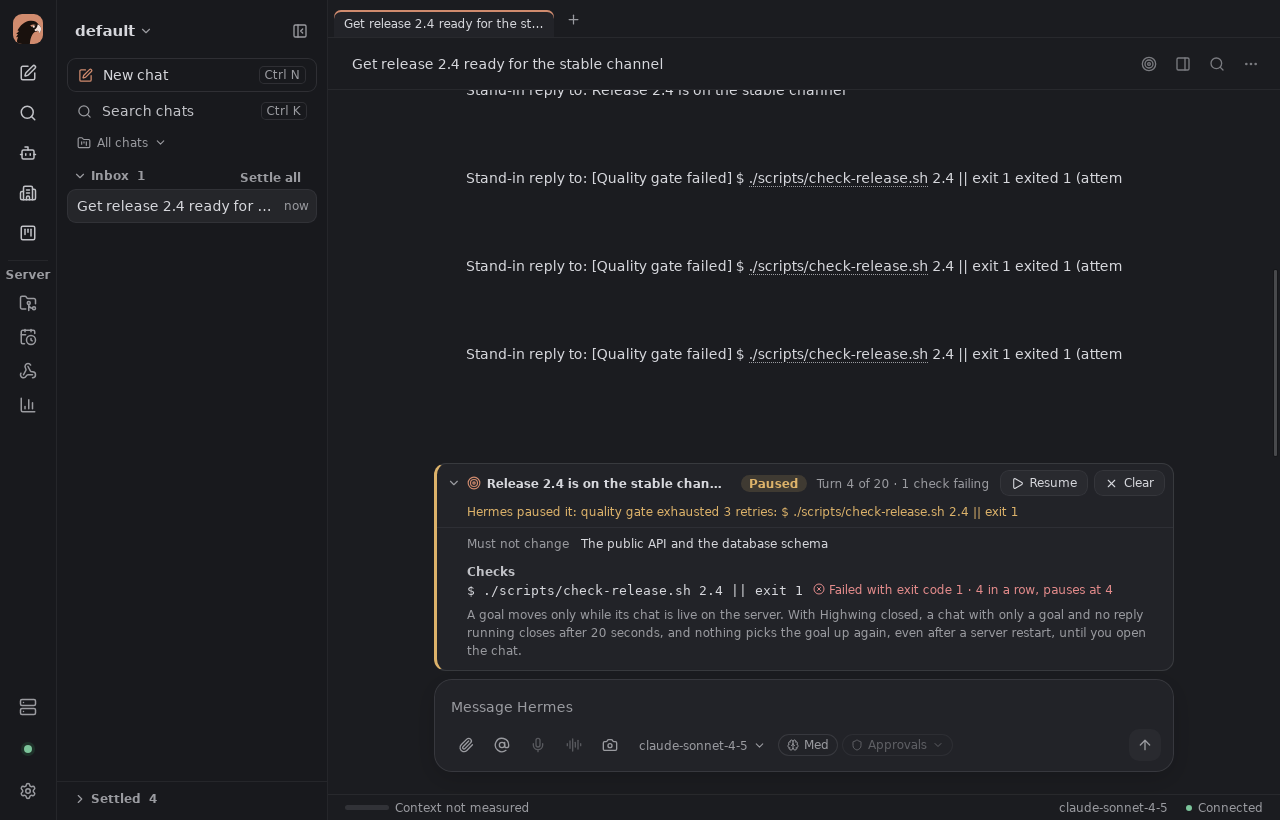 default
New chat
Ctrl N
Search chats
Ctrl K
All chats
Inbox 1
Settle all
Get release 2.4 ready for ...
now
Server
Settled 4
Get release 2.4 ready for the st...
Get release 2.4 ready for the stable channel
Stand-in reply to: Release 2.4 is on the stable channel
Stand-in reply to: [Quality gate failed] $ ./scripts/check-release.sh 2.4 || exit 1 exited 1 (attem
Stand-in reply to: [Quality gate failed] $ ./scripts/check-release.sh 2.4 || exit 1 exited 1 (attem
Stand-in reply to: [Quality gate failed] $ ./scripts/check-release.sh 2.4 || exit 1 exited 1 (attem
Release 2.4 is on the stable chan...
Paused
Turn 4 of 20 · 1 check failing
Resume
Clear
Hermes paused it: quality gate exhausted 3 retries: $ ./scripts/check-release.sh 2.4 || exit 1
Must not change The public API and the database schema
Checks
$ ./scripts/check-release.sh 2.4 || exit 1 Failed with exit code 1 · 4 in a row, pauses at 4
A goal moves only while its chat is live on the server. With Highwing closed, a chat with only a goal and no reply
running closes after 20 seconds, and nothing picks the goal up again, even after a server restart, until you open
the chat.
Message Hermes
claude-sonnet-4-5
Med
Approvals
Context not measured
claude-sonnet-4-5
Connected